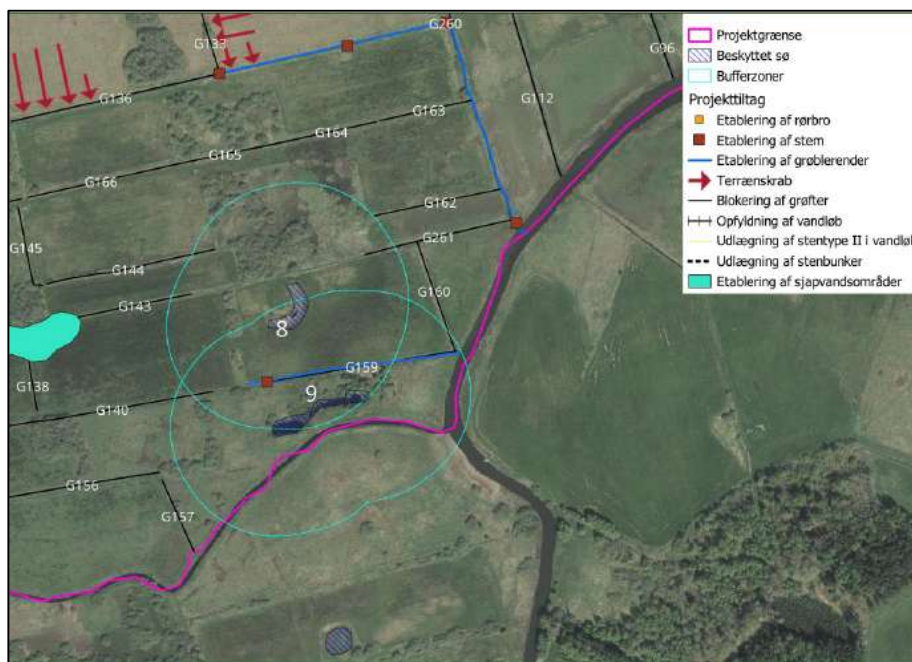 G133
G260
G96
G136
G112
G163
G164
G165
G166
G162
G145
G261
G144
G143
G160
8
G159
G138
9
G140
G156
G157
Projektgrænse
Beskyttet sø
Bufferzoner
Projekttiltag
Etablering af rørbro
Etablering af stem
Etablering af grøblerender
Terrænskrab
Blokering af grøfter
Opfyldning af vandløb
Udlægning af stentype II i vandløb
Udlægning af stenbunker
Etablering af sjapvandsområder